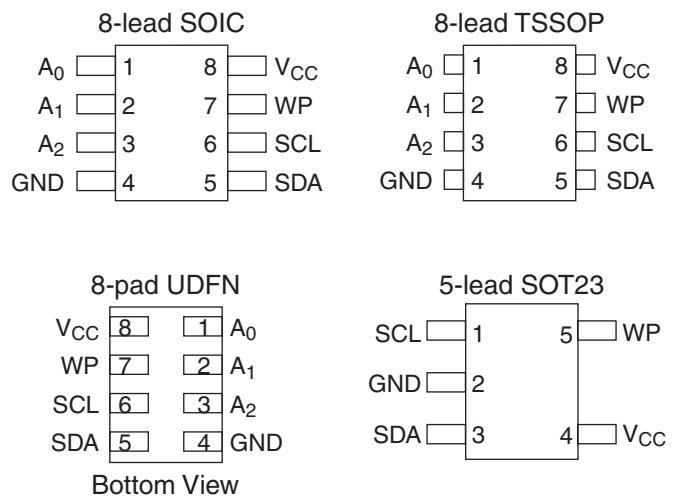 8-lead SOIC
A0 1 8 VCC
A1 2 7 WP
A2 3 6 SCL
GND 4 5 SDA
8-lead TSSOP
A0 1 8 VCC
A1 2 7 WP
A2 3 6 SCL
GND 4 5 SDA
8-pad UDFN
VCC 8 1 A0
WP 7 2 A1
SCL 6 3 A2
SDA 5 4 GND
Bottom View
5-lead SOT23
SCL 1 5 WP
GND 2
SDA 3 4 VCC